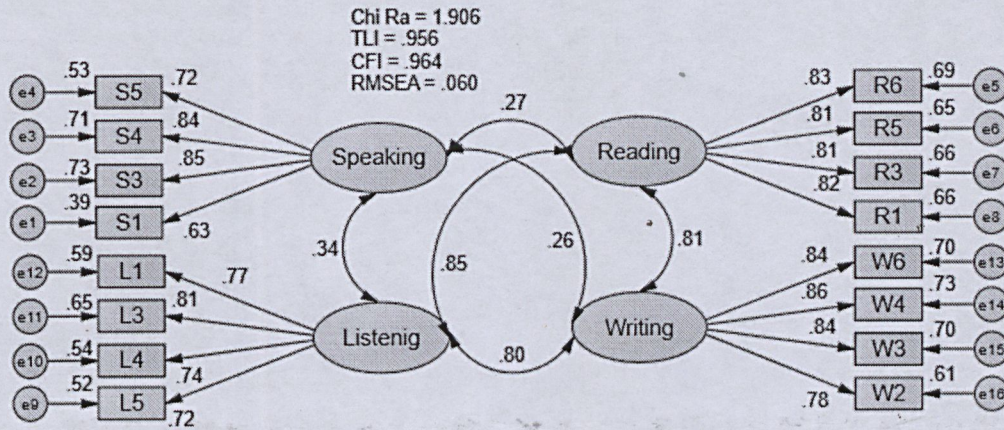 Chi Ra = 1.906
TLI = .956
CFI = .964
RMSEA = .060
e4 .53 S5 .72
e3 .71 S4 .84
e2 .73 S3 .85
e1 .39 S1 .63
e12 .59 L1 .77
e11 .65 L3 .81
e10 .54 L4 .74
e9 .52 L5 .72
Speaking
.27
Reading
.34
.85
.26
.81
Listenig
.80
Writing
.83 R6 .69 e5
.81 R5 .65 e6
.81 R3 .66 e7
.82 R1 .66 e8
.84 W6 .70 e13
.86 W4 .73 e14
.84 W3 .70 e15
.78 W2 .61 e16